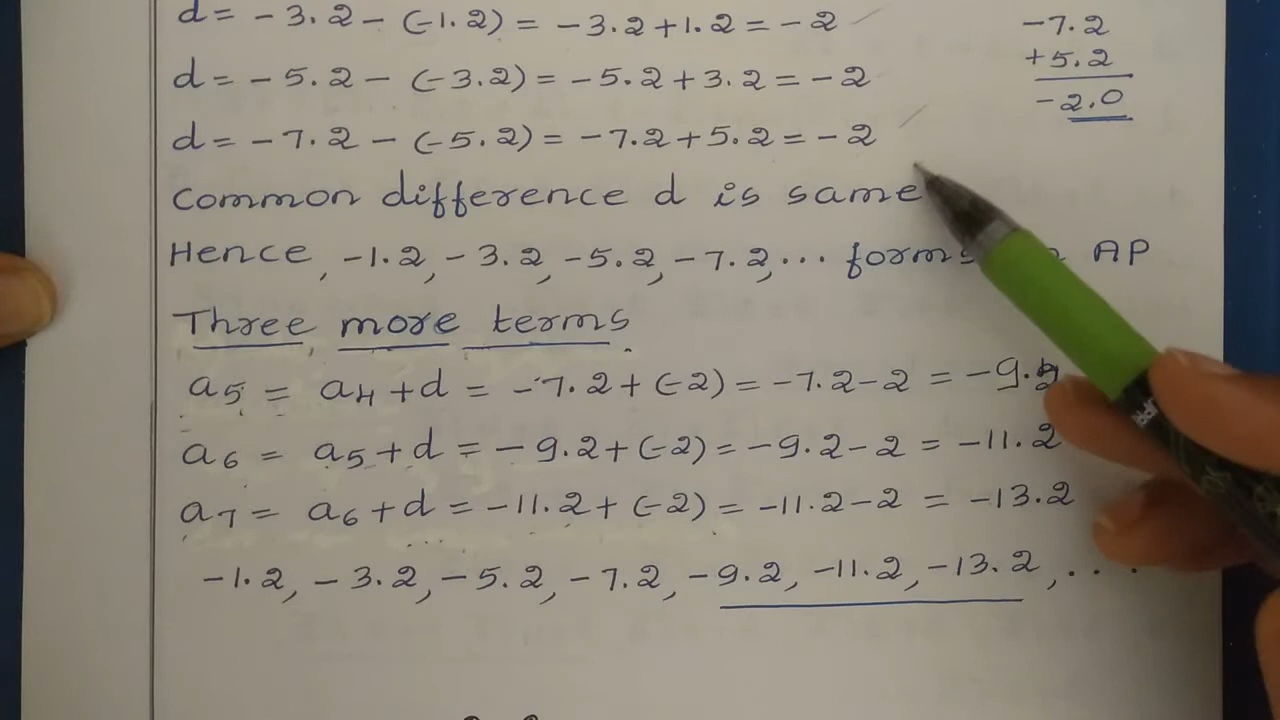 d = -3.2 - (-1.2) = -3.2 + 1.2 = -2
-7.2
+5.2
-2.0
d = -5.2 - (-3.2) = -5.2 + 3.2 = -2
d = -7.2 - (-5.2) = -7.2 + 5.2 = -2
Common difference d is same
Hence, -1.2, -3.2, -5.2, -7.2, ... forms AP
Three more terms.
a5 = a4 + d = -7.2 + (-2) = -7.2 - 2 = -9.2
a6 = a5 + d = -9.2 + (-2) = -9.2 - 2 = -11.2
a7 = a6 + d = -11.2 + (-2) = -11.2 - 2 = -13.2
-1.2, -3.2, -5.2, -7.2, -9.2, -11.2, -13.2, ...